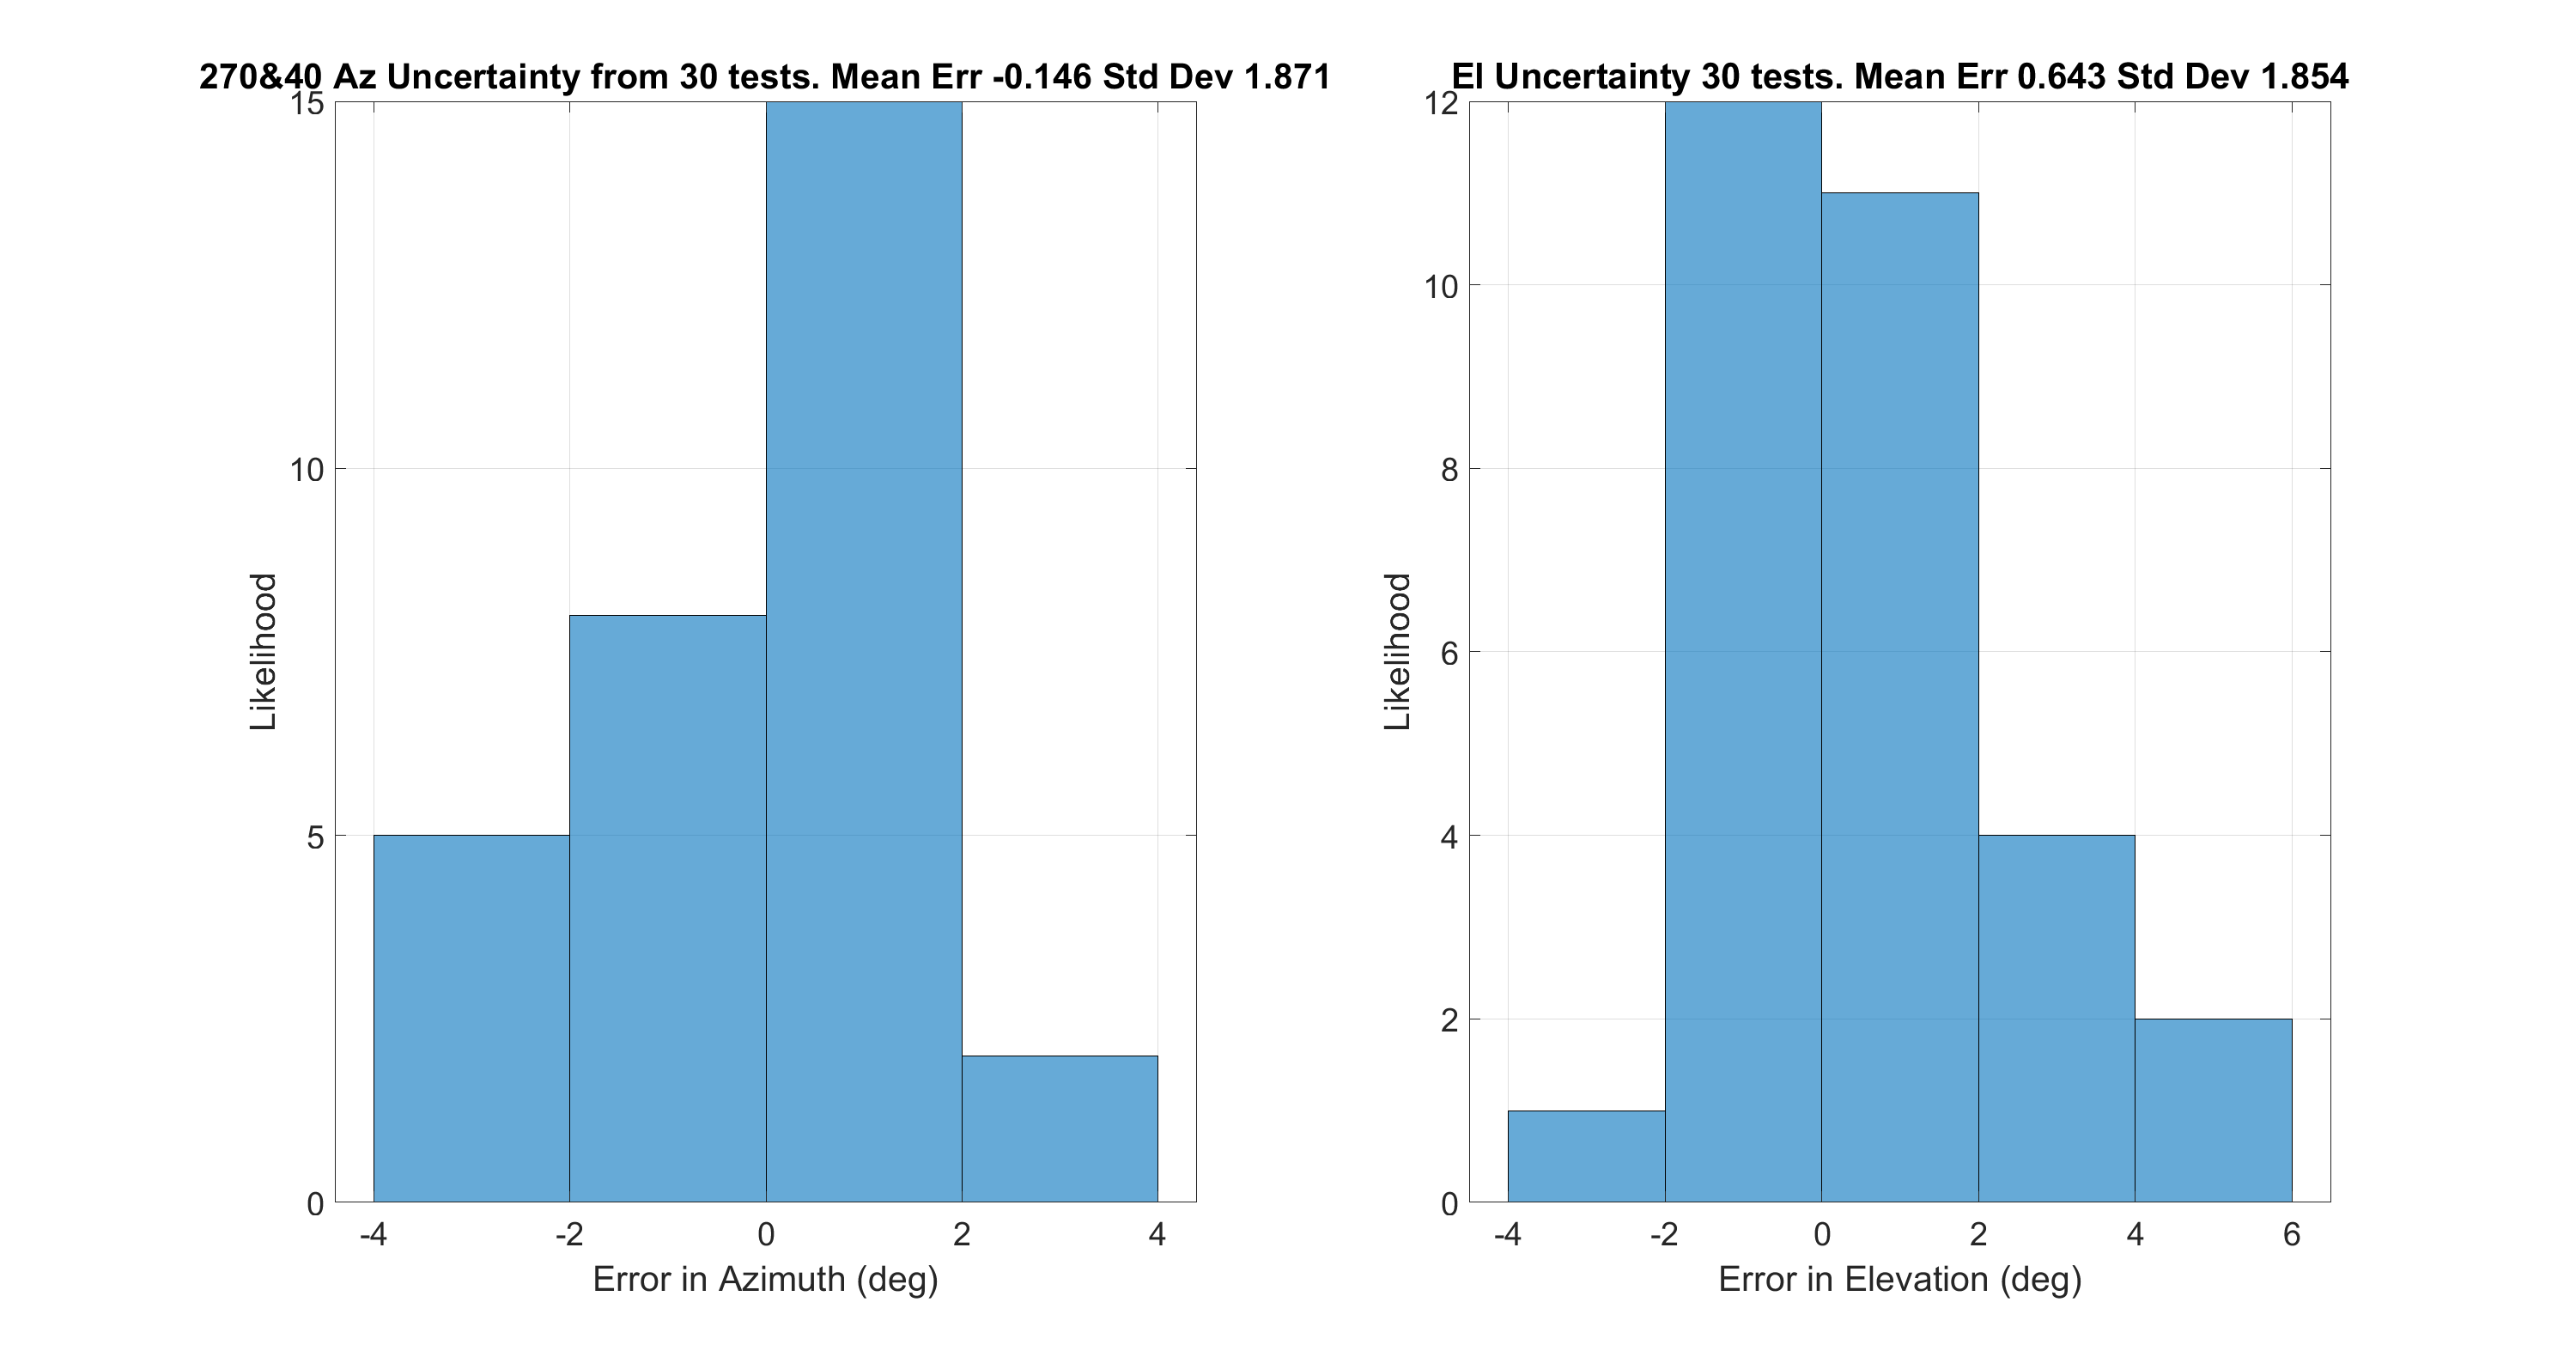 270&40 Az Uncertainty from 30 tests. Mean Err -0.146 Std Dev 1.871
15
10
5
0
Likelihood
-4 -2 0 2 4
Error in Azimuth (deg)
El Uncertainty 30 tests. Mean Err 0.643 Std Dev 1.854
12
10
8
6
4
2
0
Likelihood
-4 -2 0 2 4 6
Error in Elevation (deg)